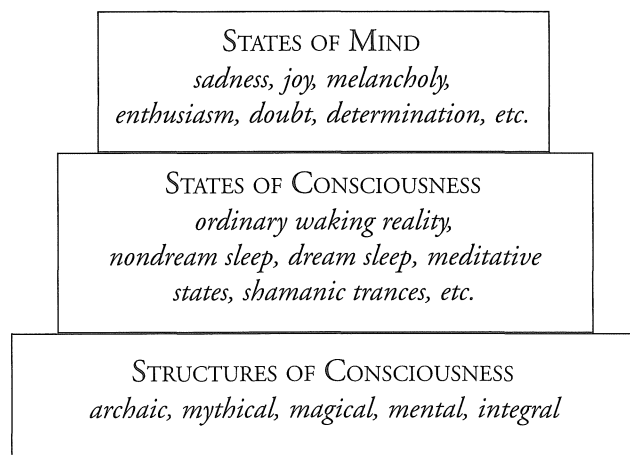 States of Mind
sadness, joy, melancholy,
enthusiasm, doubt, determination, etc.
States of Consciousness
ordinary waking reality,
nondream sleep, dream sleep, meditative
states, shamanic trances, etc.
Structures of Consciousness
archaic, mythical, magical, mental, integral